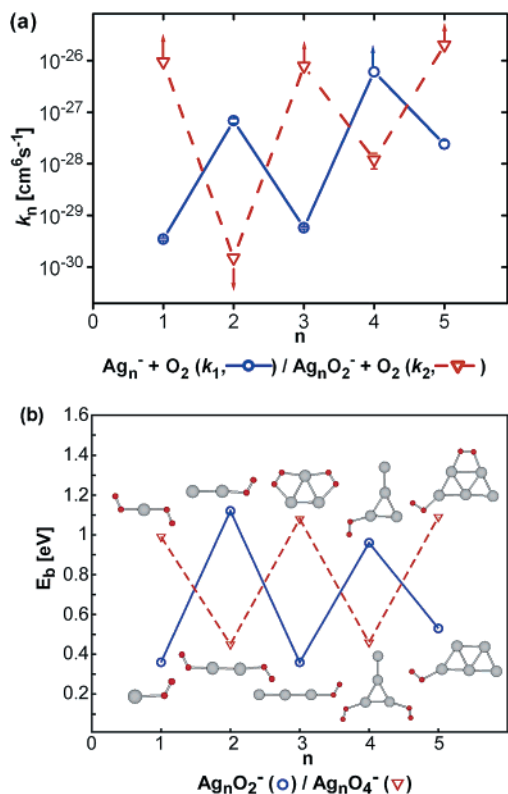 (a)
kₙ [cm⁶s⁻¹]
10⁻²⁶
10⁻²⁷
10⁻²⁸
10⁻²⁹
10⁻³⁰
0 1 2 3 4 5
n
Agₙ⁻ + O₂ (k₁, ) / AgₙO₂⁻ + O₂ (k₂, )
(b)
E_b [eV]
1.6
1.4
1.2
1.0
0.8
0.6
0.4
0.2
0 1 2 3 4 5
n
AgₙO₂⁻ ( ) / AgₙO₄⁻ ( )